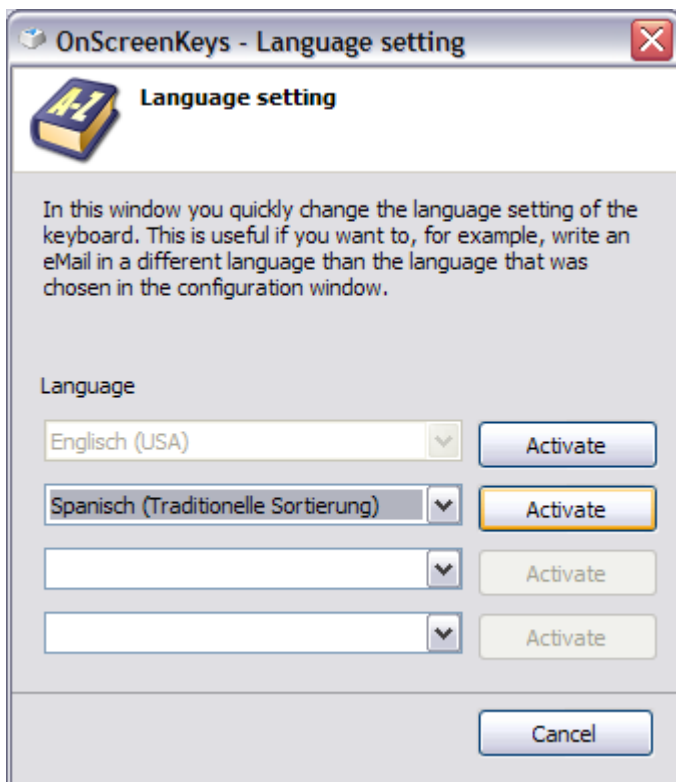 OnScreenKeys - Language setting
A-Z
Language setting
In this window you quickly change the language setting of the
keyboard. This is useful if you want to, for example, write an
eMail in a different language than the language that was
chosen in the configuration window.
Language
Englisch (USA) Activate
Spanisch (Traditionelle Sortierung) Activate
Activate
Activate
Cancel